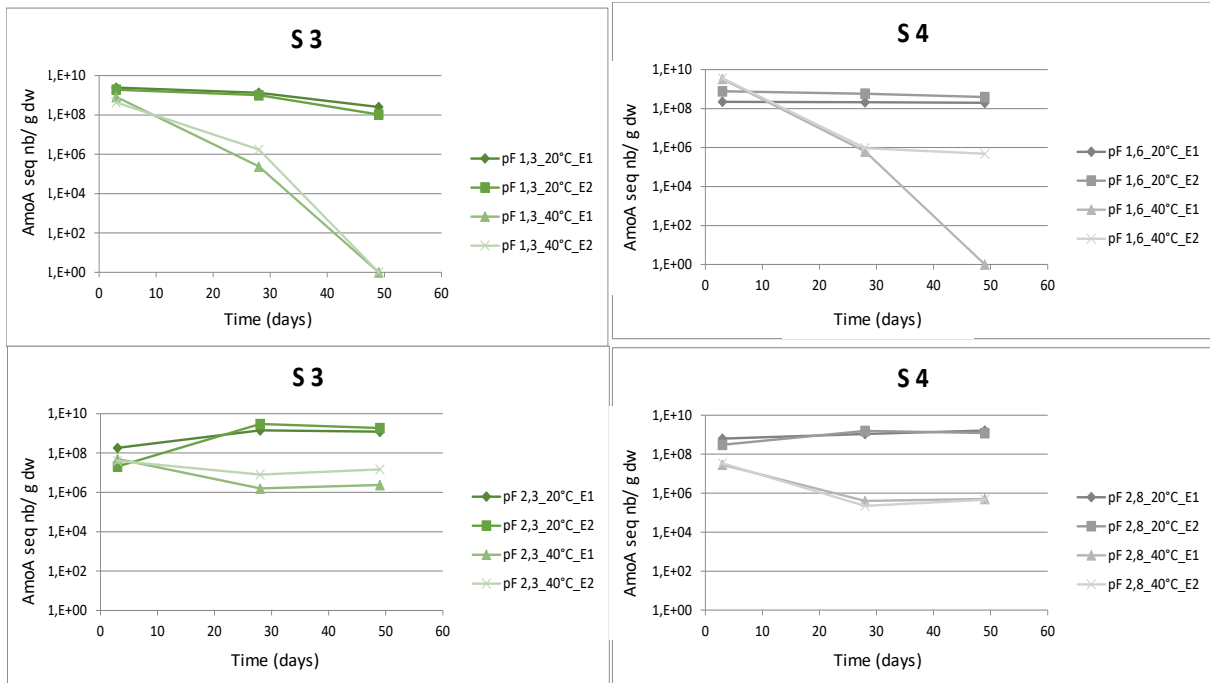 S 3
AmoA seq nb/ g dw
1,E+10
1,E+08
1,E+06
1,E+04
1,E+02
1,E+00
0 10 20 30 40 50 60
Time (days)
pF 1,3_20°C_E1
pF 1,3_20°C_E2
pF 1,3_40°C_E1
pF 1,3_40°C_E2
S 4
AmoA seq nb/ g dw
1,E+10
1,E+08
1,E+06
1,E+04
1,E+02
1,E+00
0 10 20 30 40 50 60
Time (days)
pF 1,6_20°C_E1
pF 1,6_20°C_E2
pF 1,6_40°C_E1
pF 1,6_40°C_E2
S 3
AmoA seq nb/ g dw
1,E+10
1,E+08
1,E+06
1,E+04
1,E+02
1,E+00
0 10 20 30 40 50 60
Time (days)
pF 2,3_20°C_E1
pF 2,3_20°C_E2
pF 2,3_40°C_E1
pF 2,3_40°C_E2
S 4
AmoA seq nb/ g dw
1,E+10
1,E+08
1,E+06
1,E+04
1,E+02
1,E+00
0 10 20 30 40 50 60
Time (days)
pF 2,8_20°C_E1
pF 2,8_20°C_E2
pF 2,8_40°C_E1
pF 2,8_40°C_E2